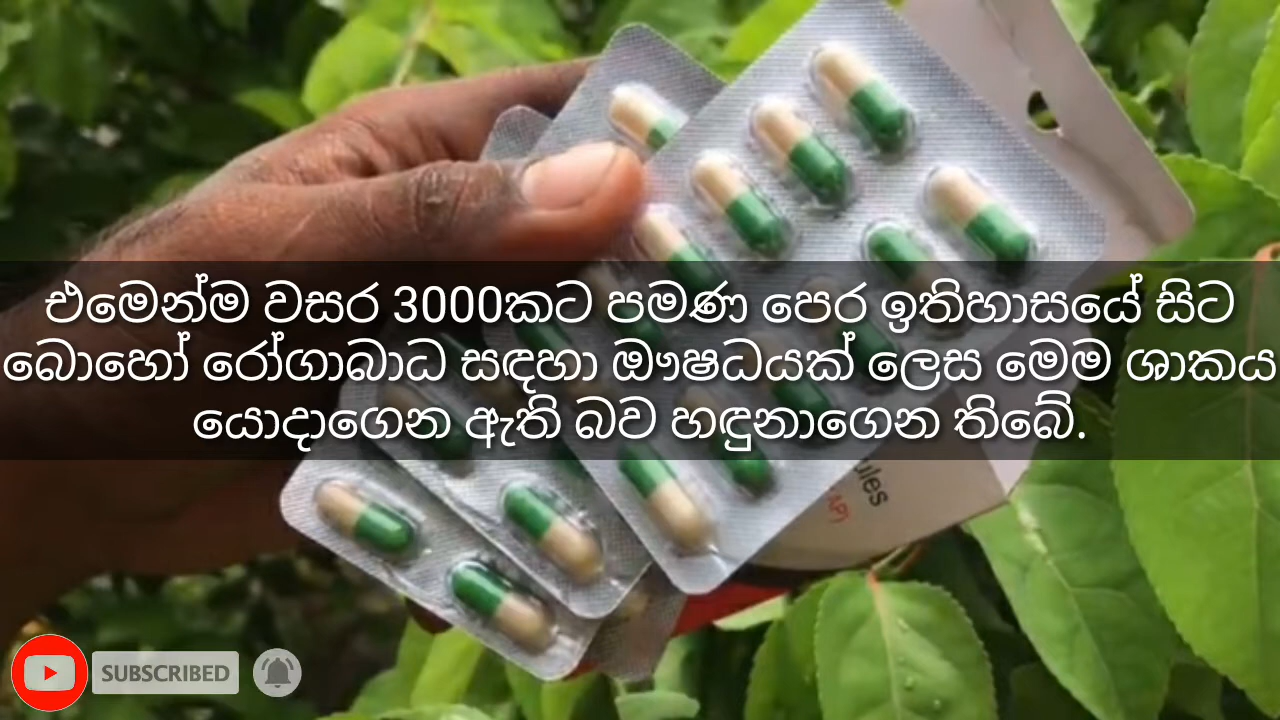 එමෙන්ම වසර 3000කට පමණ පෙර ඉතිහාසයේ සිට
බොහෝ රෝගාබාධ සඳහා ඖෂධයක් ලෙස මෙම ශාකය
යොදාගෙන ඇති බව හඳුනාගෙන තිබේ.
SUBSCRIBED